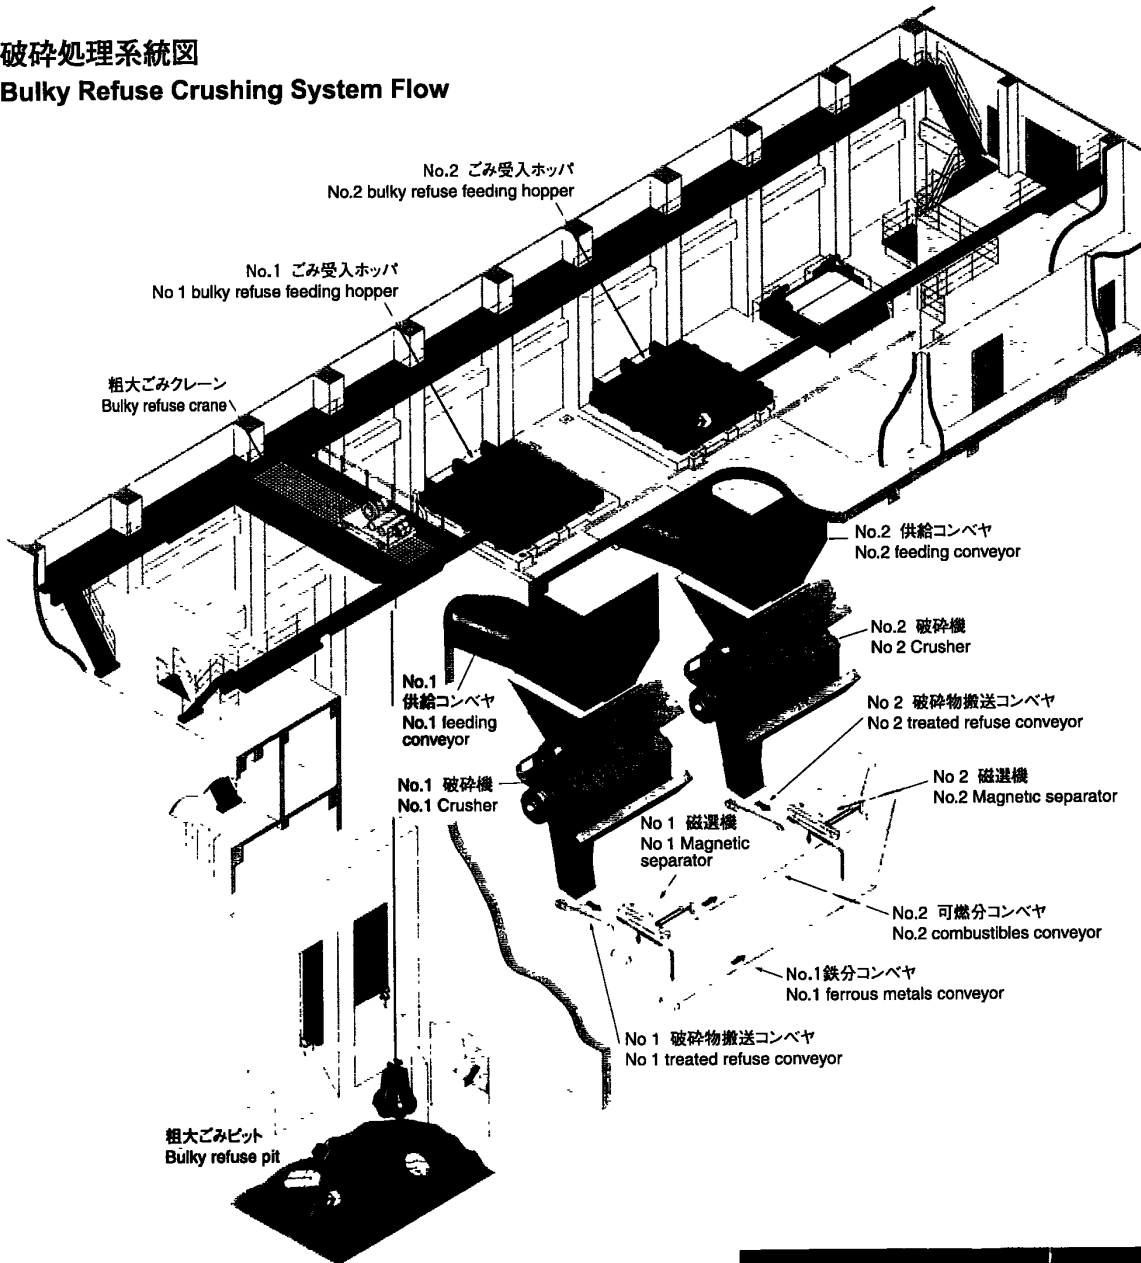 破砕処理系統図
Bulky Refuse Crushing System Flow
No.2 ごみ受入ホッパ
No.2 bulky refuse feeding hopper
No.1 ごみ受入ホッパ
No 1 bulky refuse feeding hopper
粗大ごみクレーン
Bulky refuse crane
No.2 供給コンベヤ
No.2 feeding conveyor
No.2 破砕機
No 2 Crusher
No.1
供給コンベヤ
No.1 feeding
conveyor
No 2 破砕物搬送コンベヤ
No 2 treated refuse conveyor
No.1 破砕機
No.1 Crusher
No 2 磁選機
No.2 Magnetic separator
No 1 磁選機
No 1 Magnetic
separator
No.2 可燃分コンベヤ
No.2 combustibles conveyor
No.1鉄分コンベヤ
No.1 ferrous metals conveyor
No 1 破砕物搬送コンベヤ
No 1 treated refuse conveyor
粗大ごみピット
Bulky refuse pit